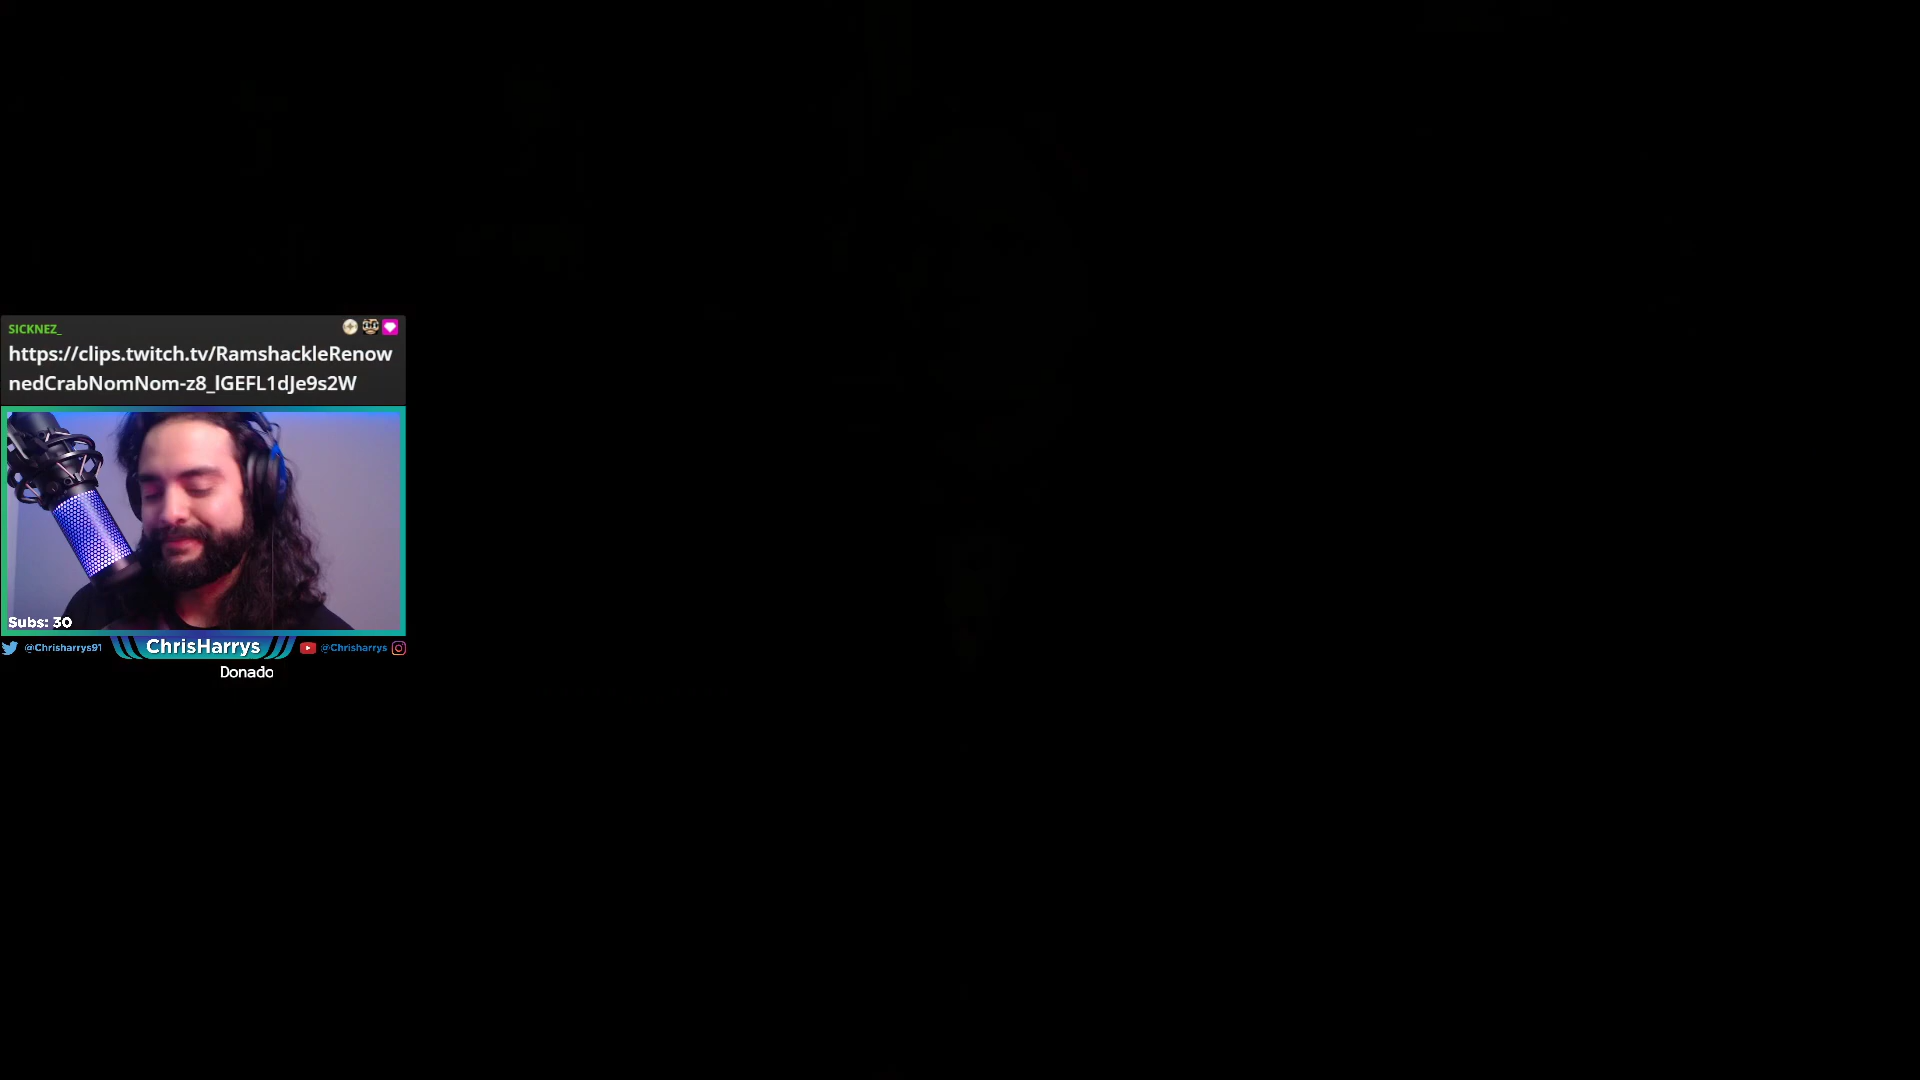 SICKNEZ_
https://clips.twitch.tv/RamshackleRenow
nedCrabNomNom-z8_lGEFL1dJe9s2W
Subs: 30
@Chrisharrys91
ChrisHarrys
@Chrisharrys
Donado